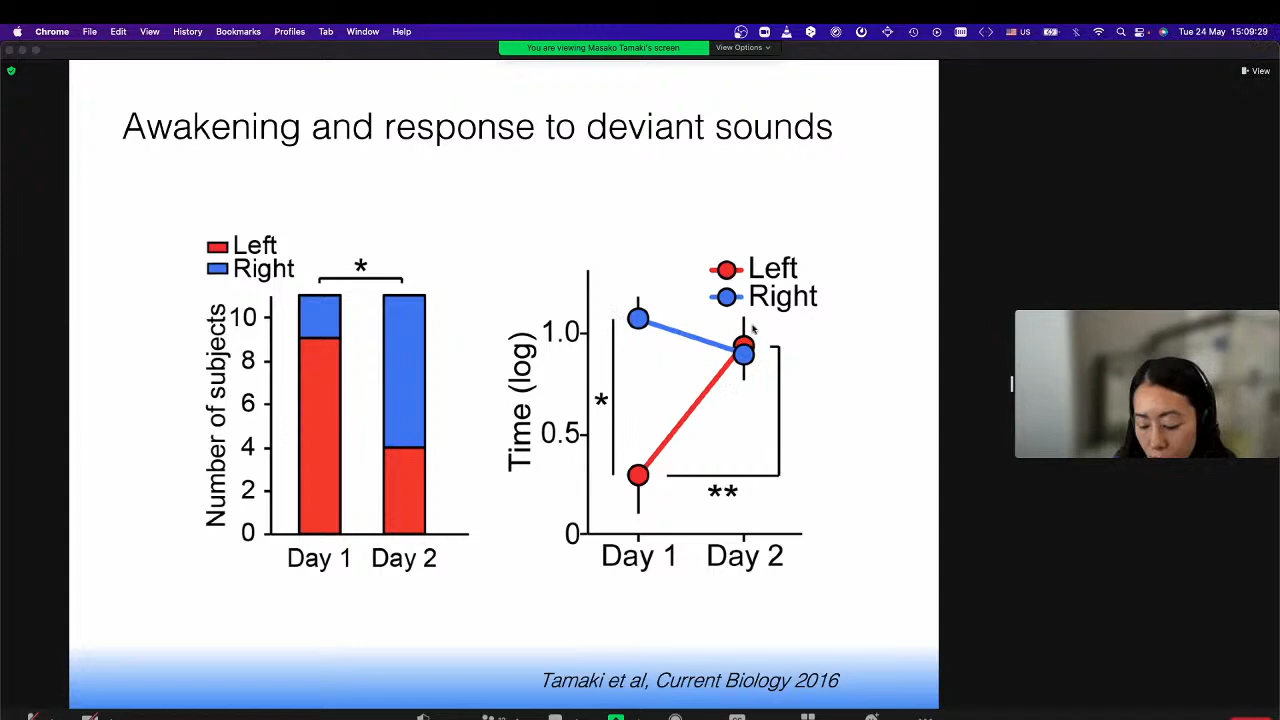 Chrome File Edit View History Bookmarks Profiles Tab Window Help US Tue 24 May 15:09:29
You are viewing Masako Tamaki's screen View Options
View
Awakening and response to deviant sounds
Left
Right
*
Number of subjects
10
8
6
4
2
0
Day 1 Day 2
Left
Right
Time (log)
1.0
0.5
0
*
**
Day 1 Day 2
Tamaki et al, Current Biology 2016